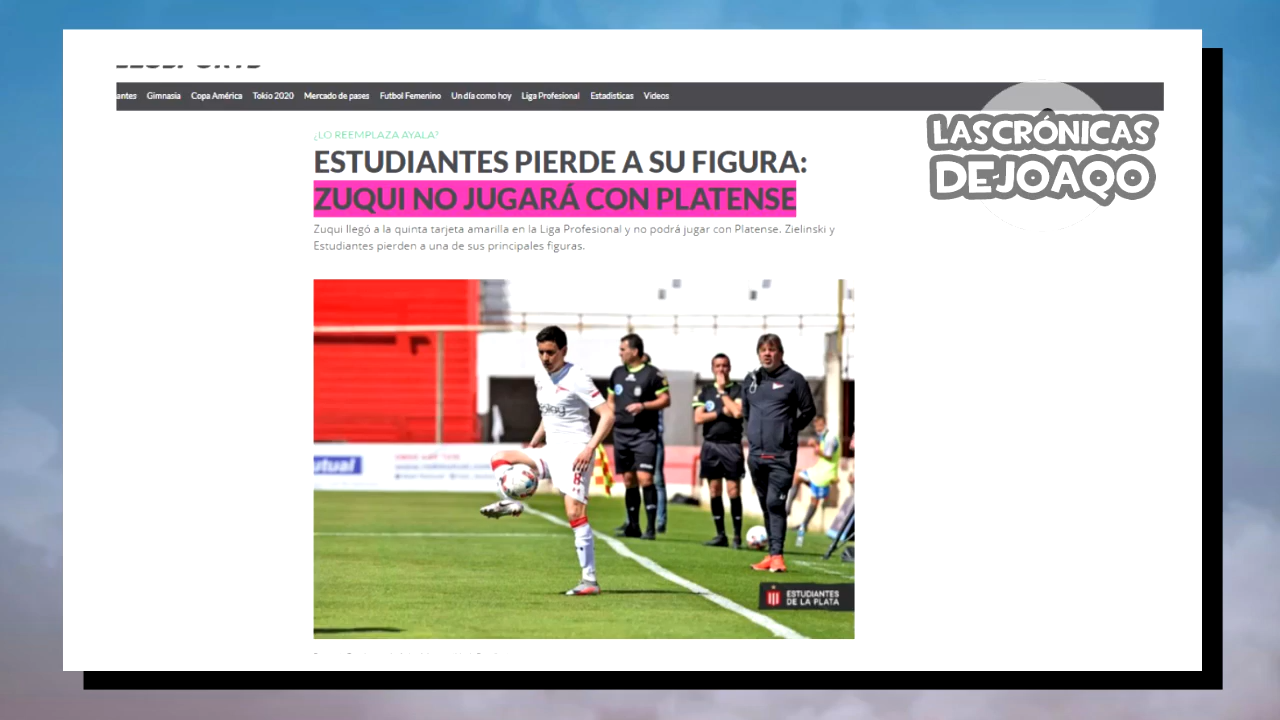 antes Gimnasia Copa América Tokio 2020 Mercado de pases Futbol Femenino Un día como hoy Liga Profesional Estadisticas Videos
LASCRÓNICAS
DEJOAQO
¿LO REEMPLAZA AYALA?
ESTUDIANTES PIERDE A SU FIGURA:
ZUQUI NO JUGARÁ CON PLATENSE
Zuqui llegó a la quinta tarjeta amarilla en la Liga Profesional y no podrá jugar con Platense. Zielinski y
Estudiantes pierden a una de sus principales figuras.
8
ESTUDIANTES
DE LA PLATA